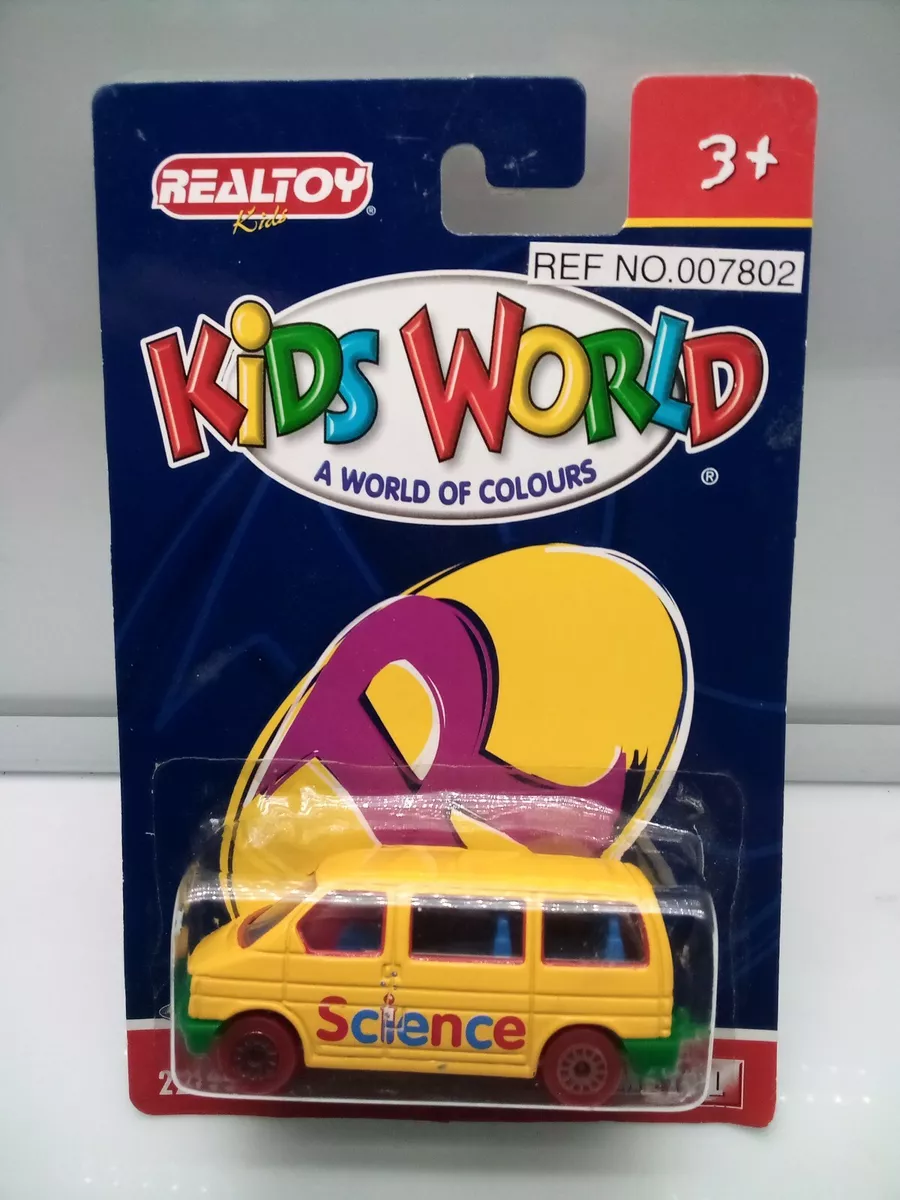 REALTOY
Kids
®
3+
REF NO.007802
KiDS WORLD
A WORLD OF COLOURS
®
R
Science